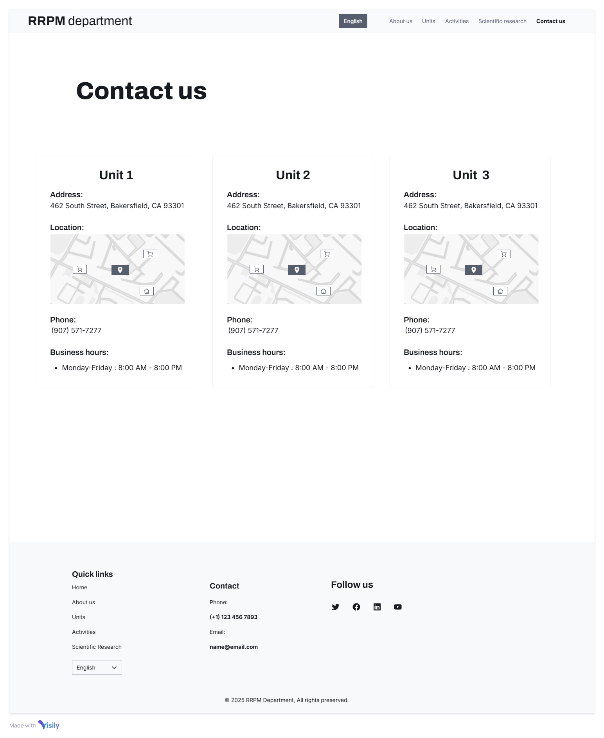 RRPM department
English
About us
Units
Activities
Scientific research
Contact us
Contact us
Unit 1
Address:
462 South Street, Bakersfield, CA 93301
Location:
Phone:
(907) 571-7277
Business hours:
Monday-Friday : 8:00 AM - 8:00 PM
Unit 2
Address:
462 South Street, Bakersfield, CA 93301
Location:
Phone:
(907) 571-7277
Business hours:
Monday-Friday : 8:00 AM - 8:00 PM
Unit 3
Address:
462 South Street, Bakersfield, CA 93301
Location:
Phone:
(907) 571-7277
Business hours:
Monday-Friday : 8:00 AM - 8:00 PM
Quick links
Home
About us
Units
Activities
Scientific Research
English
Contact
Phone:
(+1) 123 456 7893
Email:
name@email.com
Follow us
© 2025 RRPM Department, All rights preserved.
Made with Visily